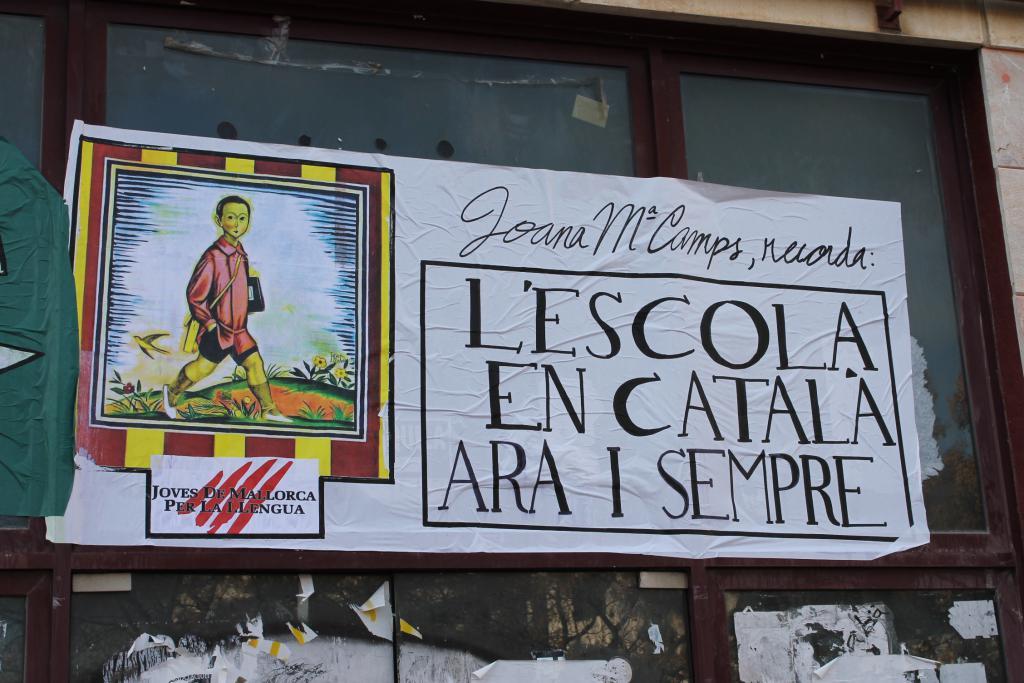 Joana Mª Camps, recorda:
L'ESCOLA
EN CATALÀ
ARA I SEMPRE
JOVES DE MALLORCA
PER LA LLENGUA